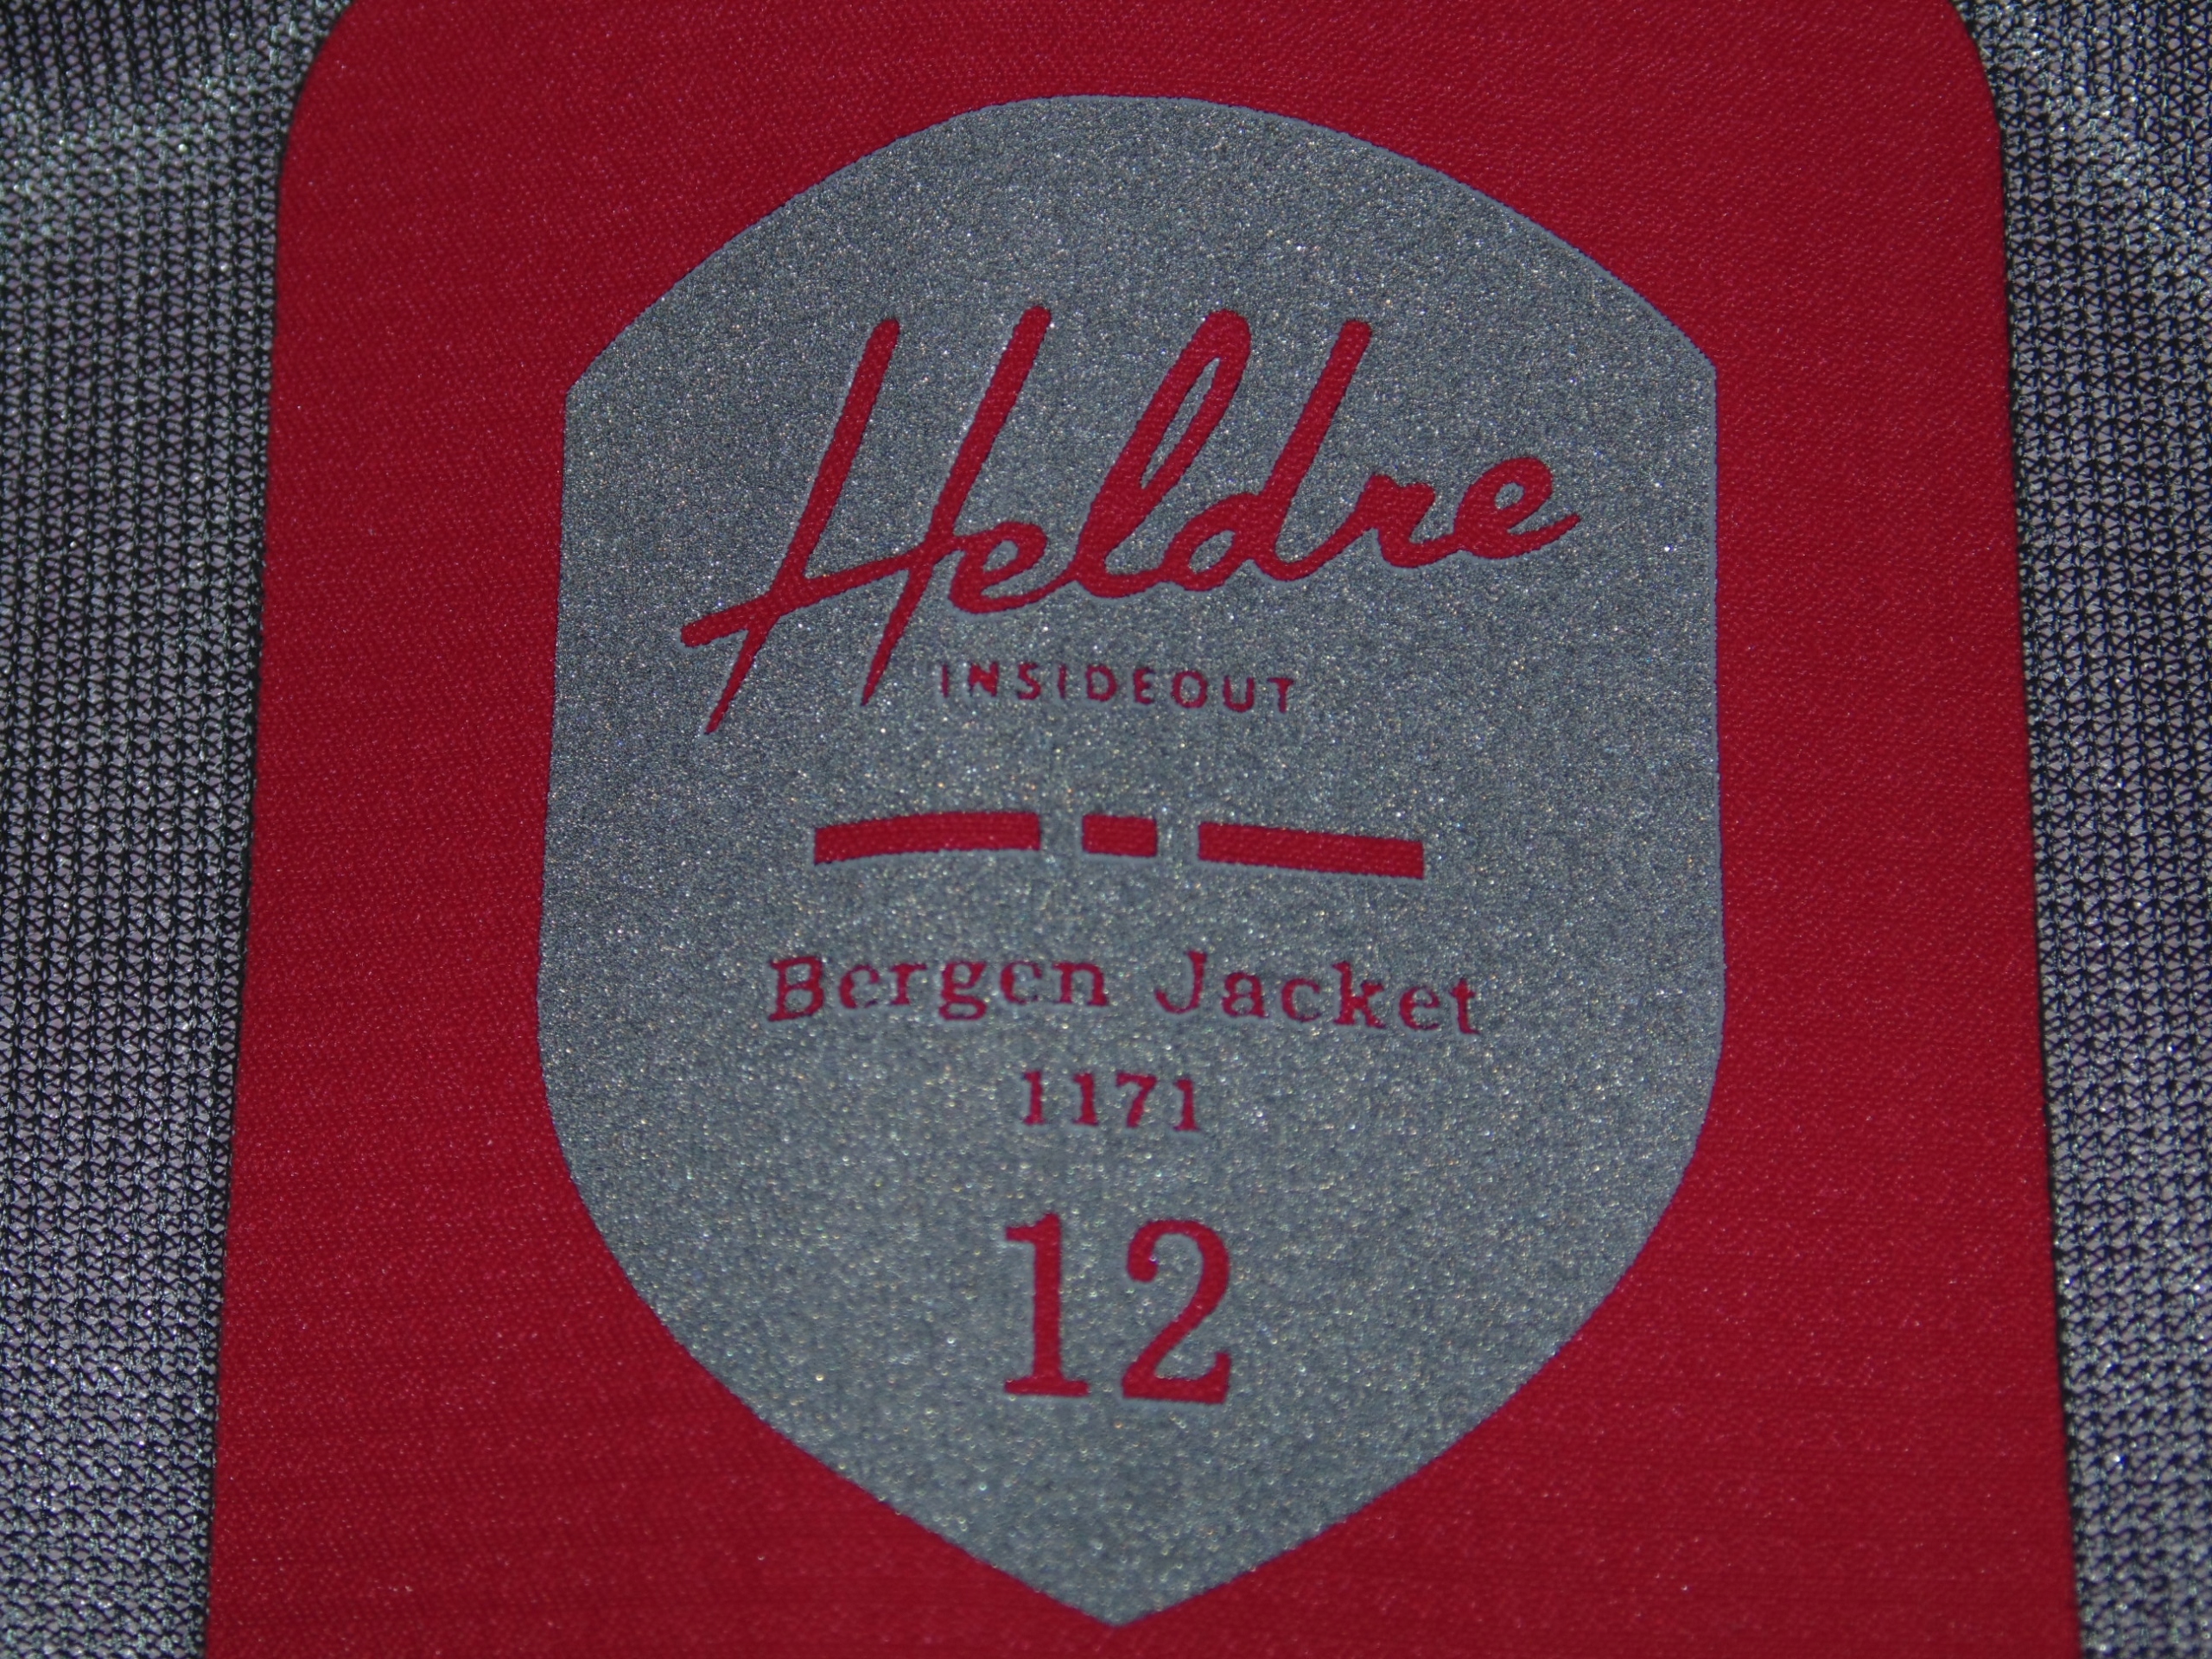 Heldre
INSIDEOUT
Bergen Jacket
1171
12